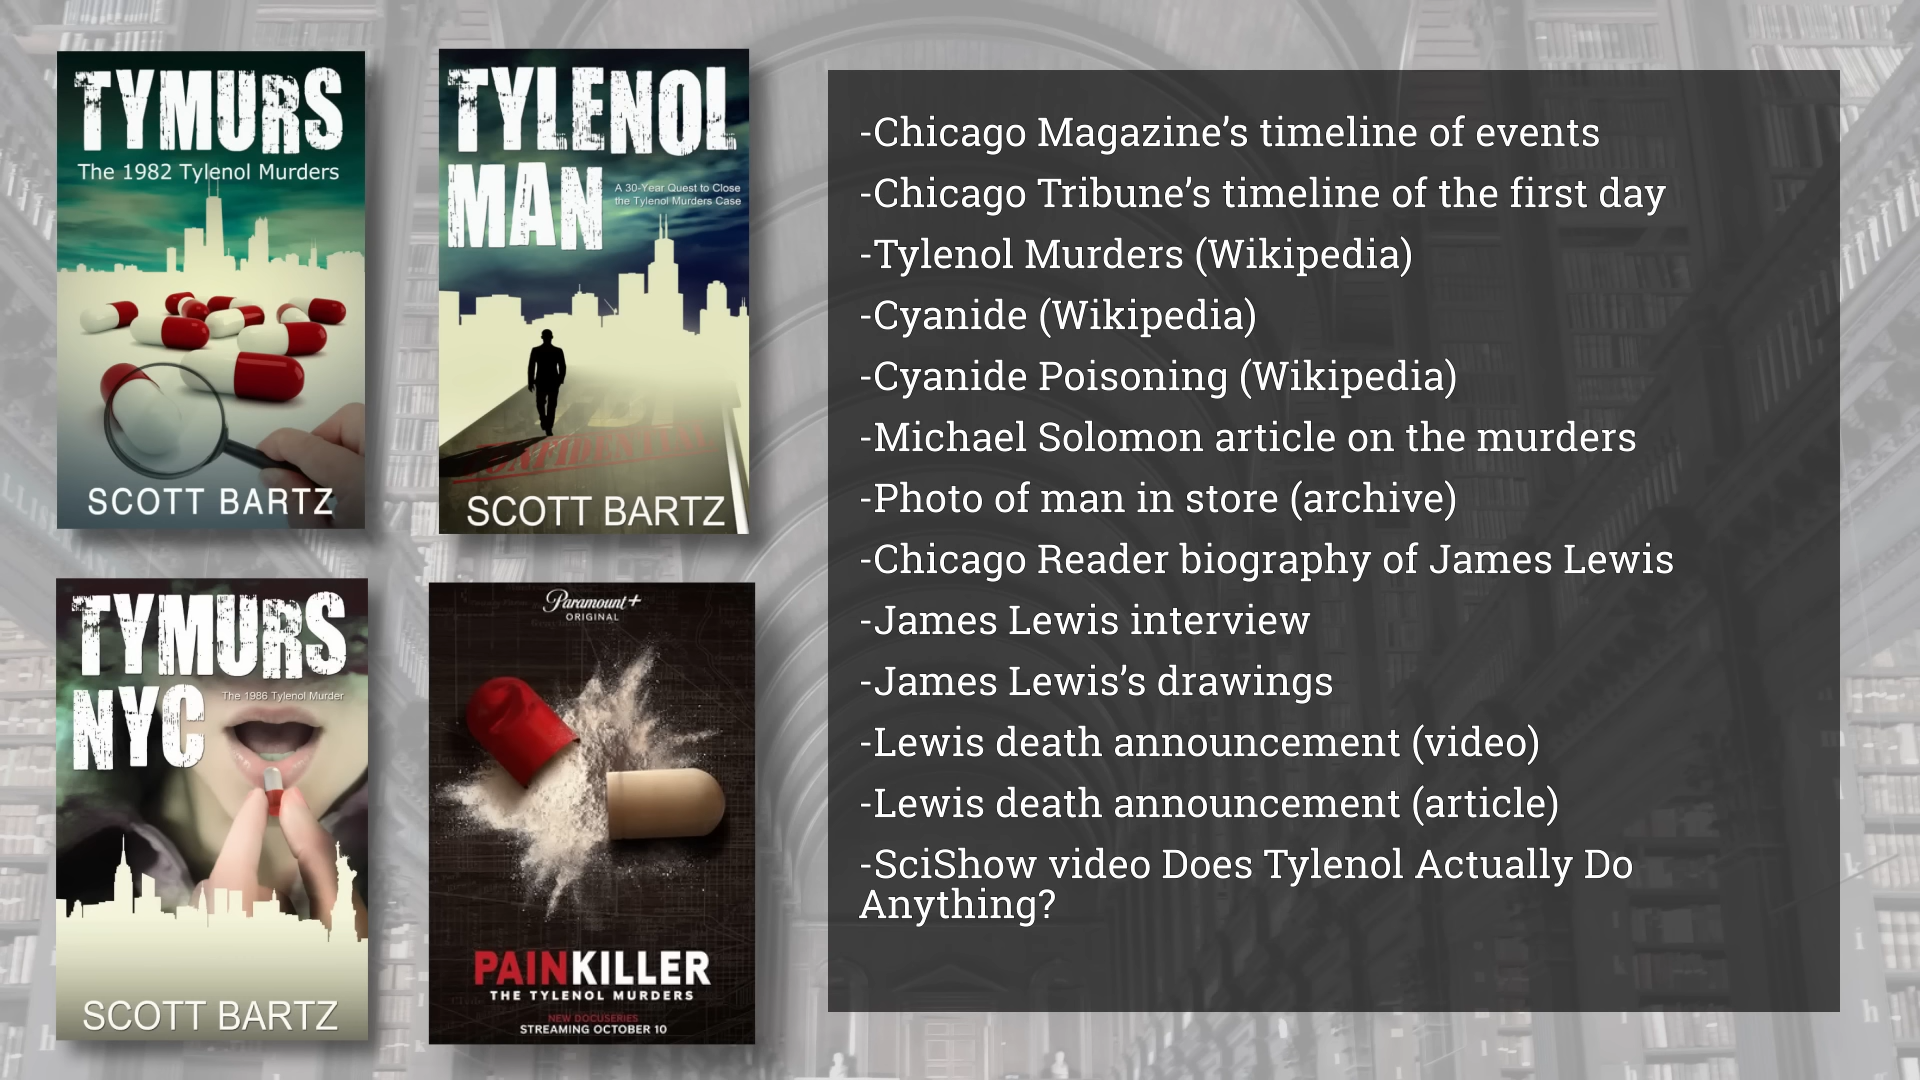 TYMURS
The 1982 Tylenol Murders
SCOTT BARTZ
TYLENOL
MAN
A 30-Year Quest to Close
the Tylenol Murders Case
CONFIDENTIAL
SCOTT BARTZ
TYMURS
NYC
The 1986 Tylenol Murder
SCOTT BARTZ
Paramount+
ORIGINAL
PAINKILLER
THE TYLENOL MURDERS
NEW DOCUSERIES
STREAMING OCTOBER 10
-Chicago Magazine’s timeline of events
-Chicago Tribune’s timeline of the first day
-Tylenol Murders (Wikipedia)
-Cyanide (Wikipedia)
-Cyanide Poisoning (Wikipedia)
-Michael Solomon article on the murders
-Photo of man in store (archive)
-Chicago Reader biography of James Lewis
-James Lewis interview
-James Lewis’s drawings
-Lewis death announcement (video)
-Lewis death announcement (article)
-SciShow video Does Tylenol Actually Do
Anything?